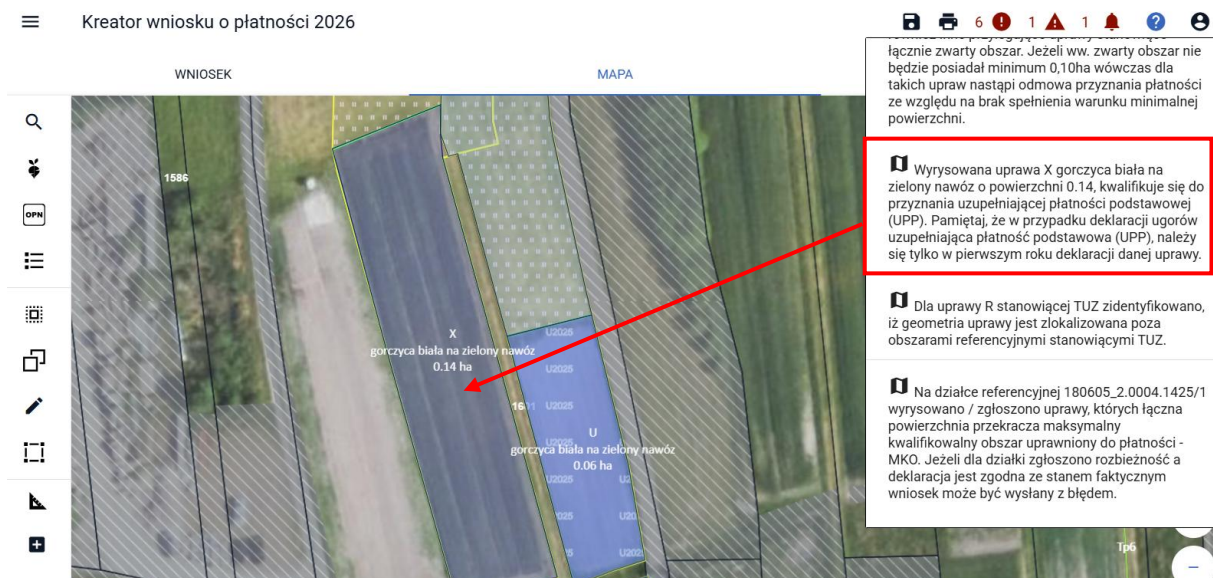 Kreator wniosku o płatności 2026
6 1 1
WNIOSEK
MAPA
OPN
1586
X
gorczyca biała na zielony nawóz
0.14 ha
U2025
U2025
U2025
U
gorczyca biała na zielony nawóz
0.06 ha
U2025
Tp6
łącznie zwarty obszar. Jeżeli ww. zwarty obszar nie
będzie posiadał minimum 0,10ha wówczas dla
takich upraw nastąpi odmowa przyznania płatności
ze względu na brak spełnienia warunku minimalnej
powierzchni.
Wyrysowana uprawa X gorczyca biała na
zielony nawóz o powierzchni 0.14, kwalifikuje się do
przyznania uzupełniającej płatności podstawowej
(UPP). Pamiętaj, że w przypadku deklaracji ugorów
uzupełniająca płatność podstawowa (UPP), należy
się tylko w pierwszym roku deklaracji danej uprawy.
Dla uprawy R stanowiącej TUZ zidentyfikowano,
iż geometria uprawy jest zlokalizowana poza
obszarami referencyjnymi stanowiącymi TUZ.
Na działce referencyjnej 180605_2.0004.1425/1
wyrysowano / zgłoszono uprawy, których łączna
powierzchnia przekracza maksymalny
kwalifikowalny obszar uprawniony do płatności -
MKO. Jeżeli dla działki zgłoszono rozbieżność a
deklaracja jest zgodna ze stanem faktycznym
wniosek może być wysłany z błędem.